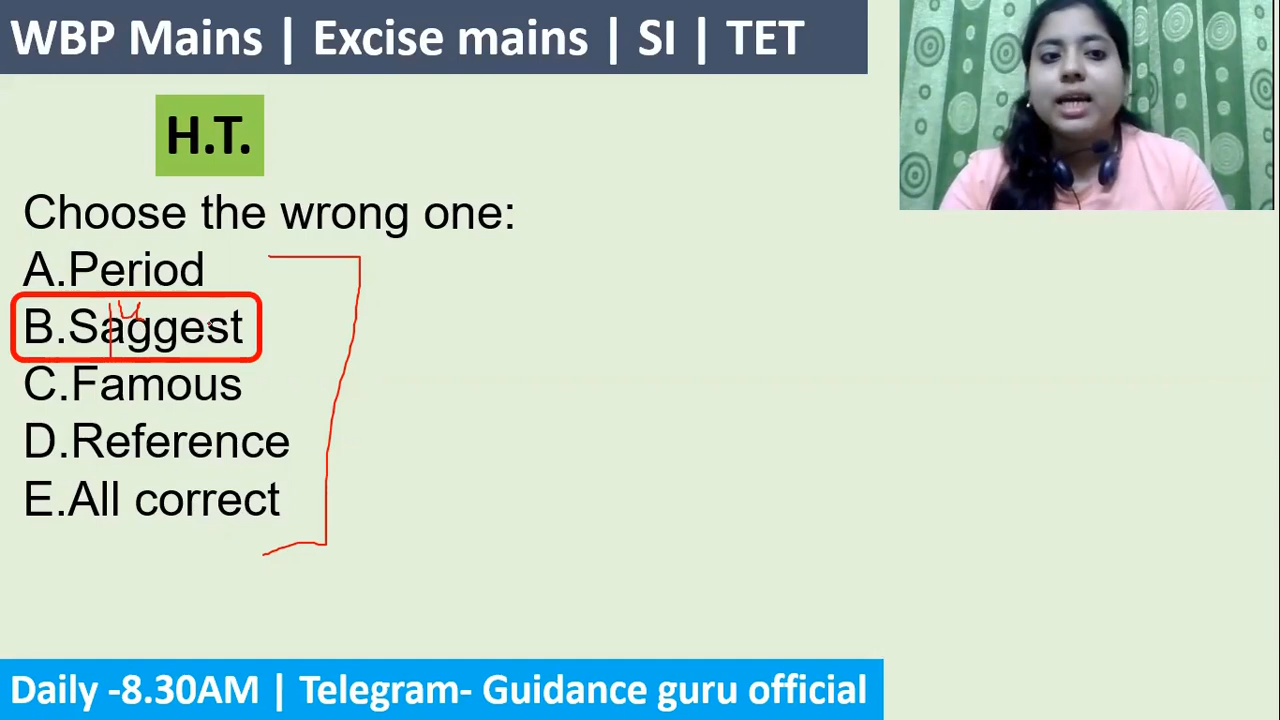 WBP Mains | Excise mains | SI | TET
H.T.
Choose the wrong one:
A.Period
u
B.Saggest
C.Famous
D.Reference
E.All correct
Daily -8.30AM | Telegram- Guidance guru official